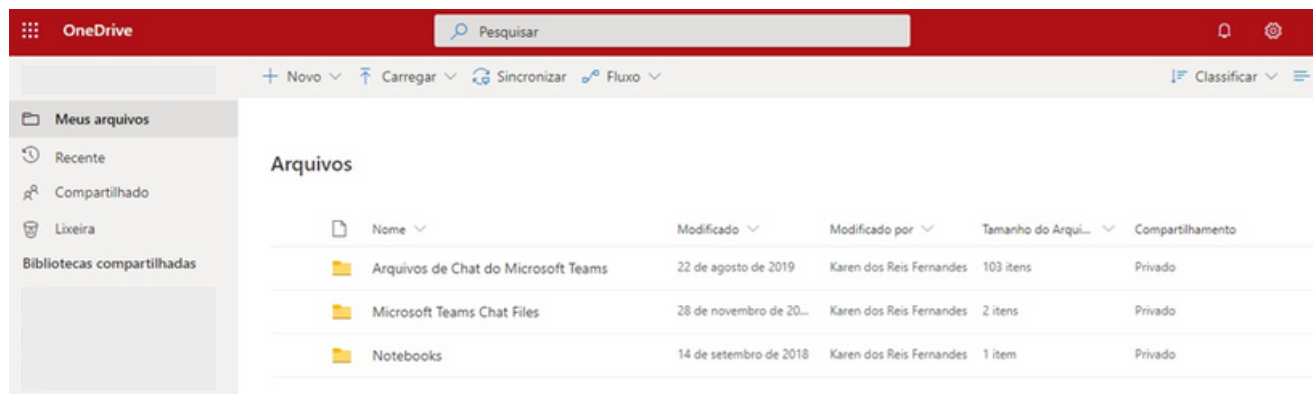 OneDrive Pesquisar
Novo Carregar Sincronizar Fluxo Classificar
Meus arquivos
Recente
Compartilhado
Lixeira
Bibliotecas compartilhadas
Arquivos
Nome Modificado Modificado por Tamanho do Arqui... Compartilhamento
Arquivos de Chat do Microsoft Teams 22 de agosto de 2019 Karen dos Reis Fernandes 103 itens Privado
Microsoft Teams Chat Files 28 de novembro de 20... Karen dos Reis Fernandes 2 itens Privado
Notebooks 14 de setembro de 2018 Karen dos Reis Fernandes 1 item Privado